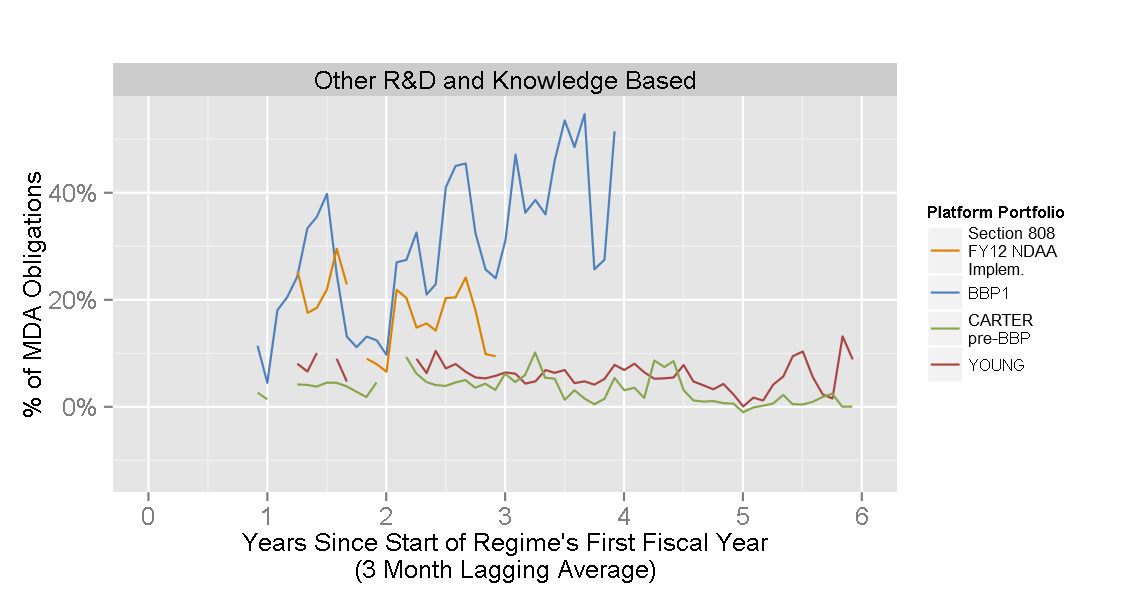 Other R&D and Knowledge Based
% of MDA Obligations
40%
20%
0%
0 1 2 3 4 5 6
Years Since Start of Regime's First Fiscal Year
(3 Month Lagging Average)
Platform Portfolio
Section 808
FY12 NDAA
Implem.
BBP1
CARTER
pre-BBP
YOUNG